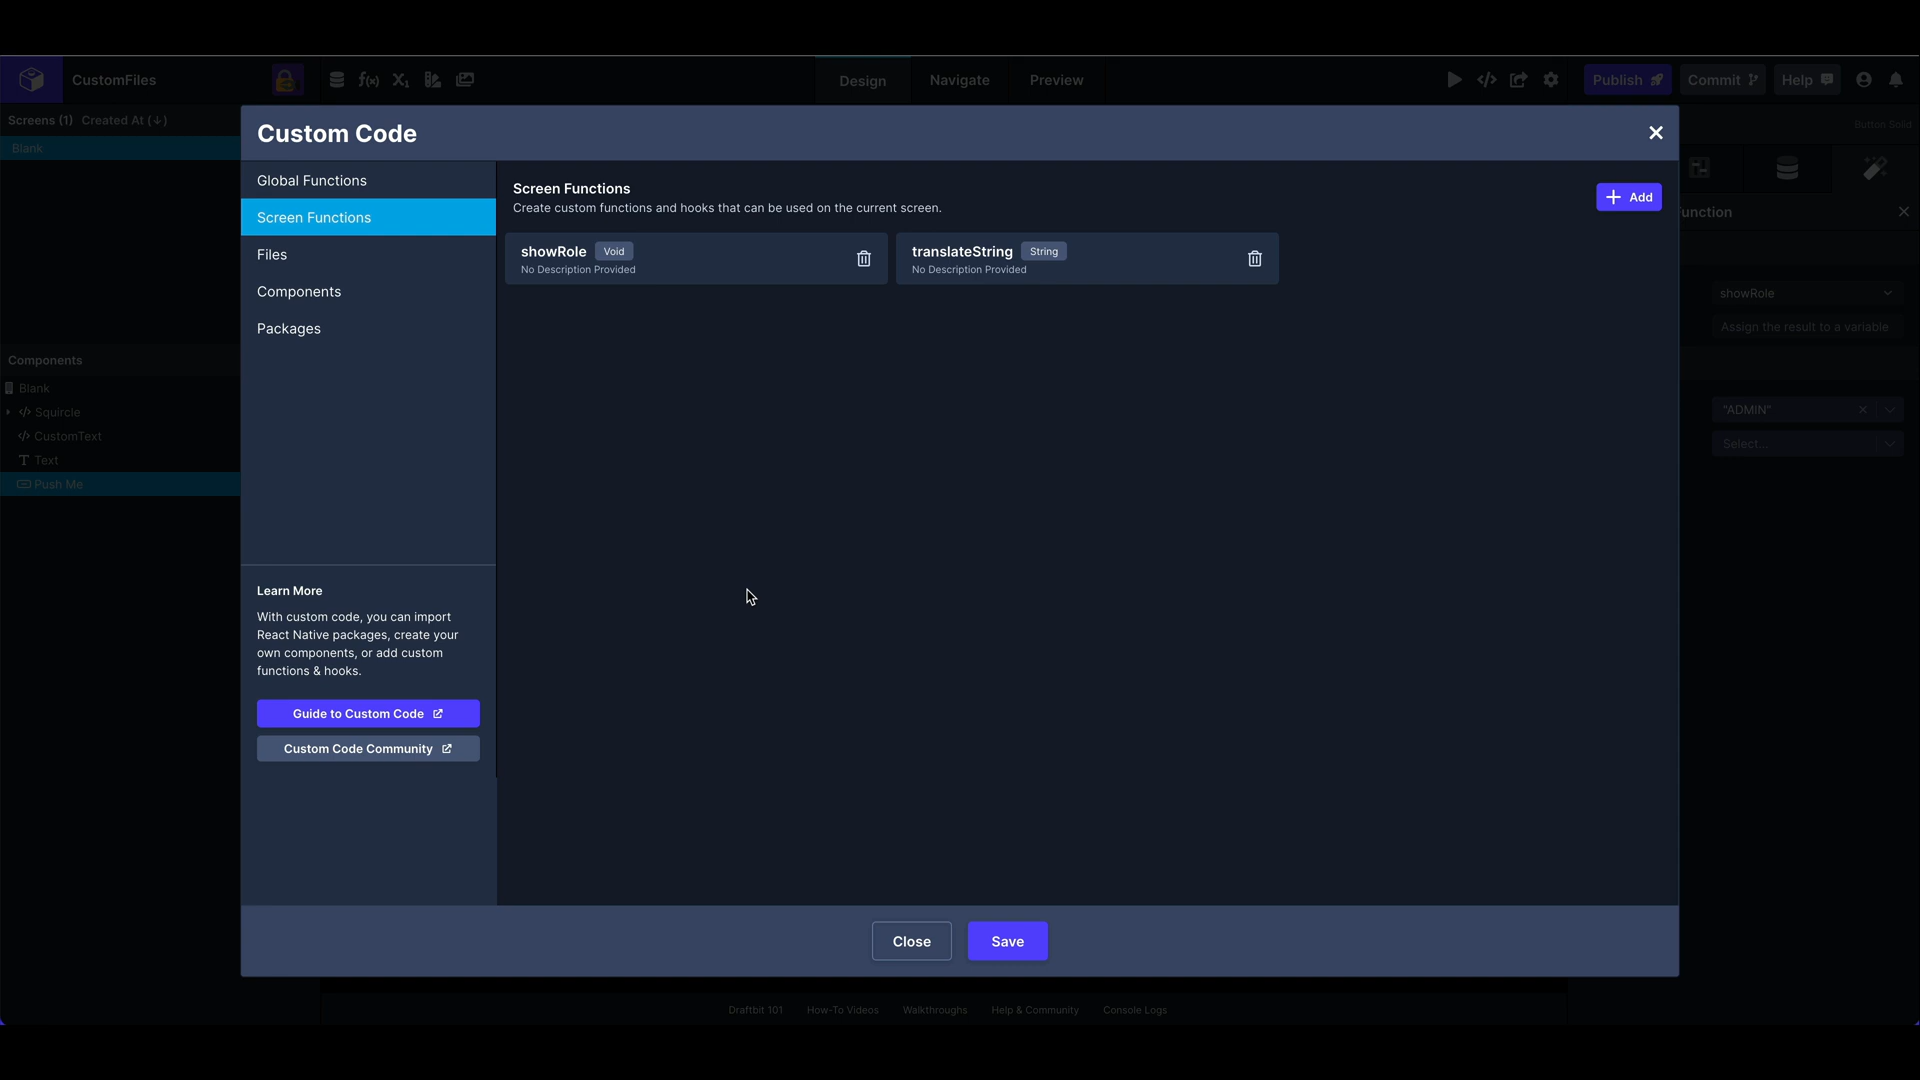 CustomFiles
f(x)
X₁
Design
Navigate
Preview
Publish
Commit
Help
Screens (1) Created At (↓)
Blank
Button Solid
Custom Code
Global Functions
Screen Functions
Files
Components
Packages
Screen Functions
Create custom functions and hooks that can be used on the current screen.
Add
showRole Void
No Description Provided
translateString String
No Description Provided
unction
showRole
Assign the result to a variable
"ADMIN"
Select...
Components
Blank
Squircle
CustomText
Text
Push Me
Learn More
With custom code, you can import
React Native packages, create your
own components, or add custom
functions & hooks.
Guide to Custom Code
Custom Code Community
Close
Save
Draftbit 101
How-To Videos
Walkthroughs
Help & Community
Console Logs